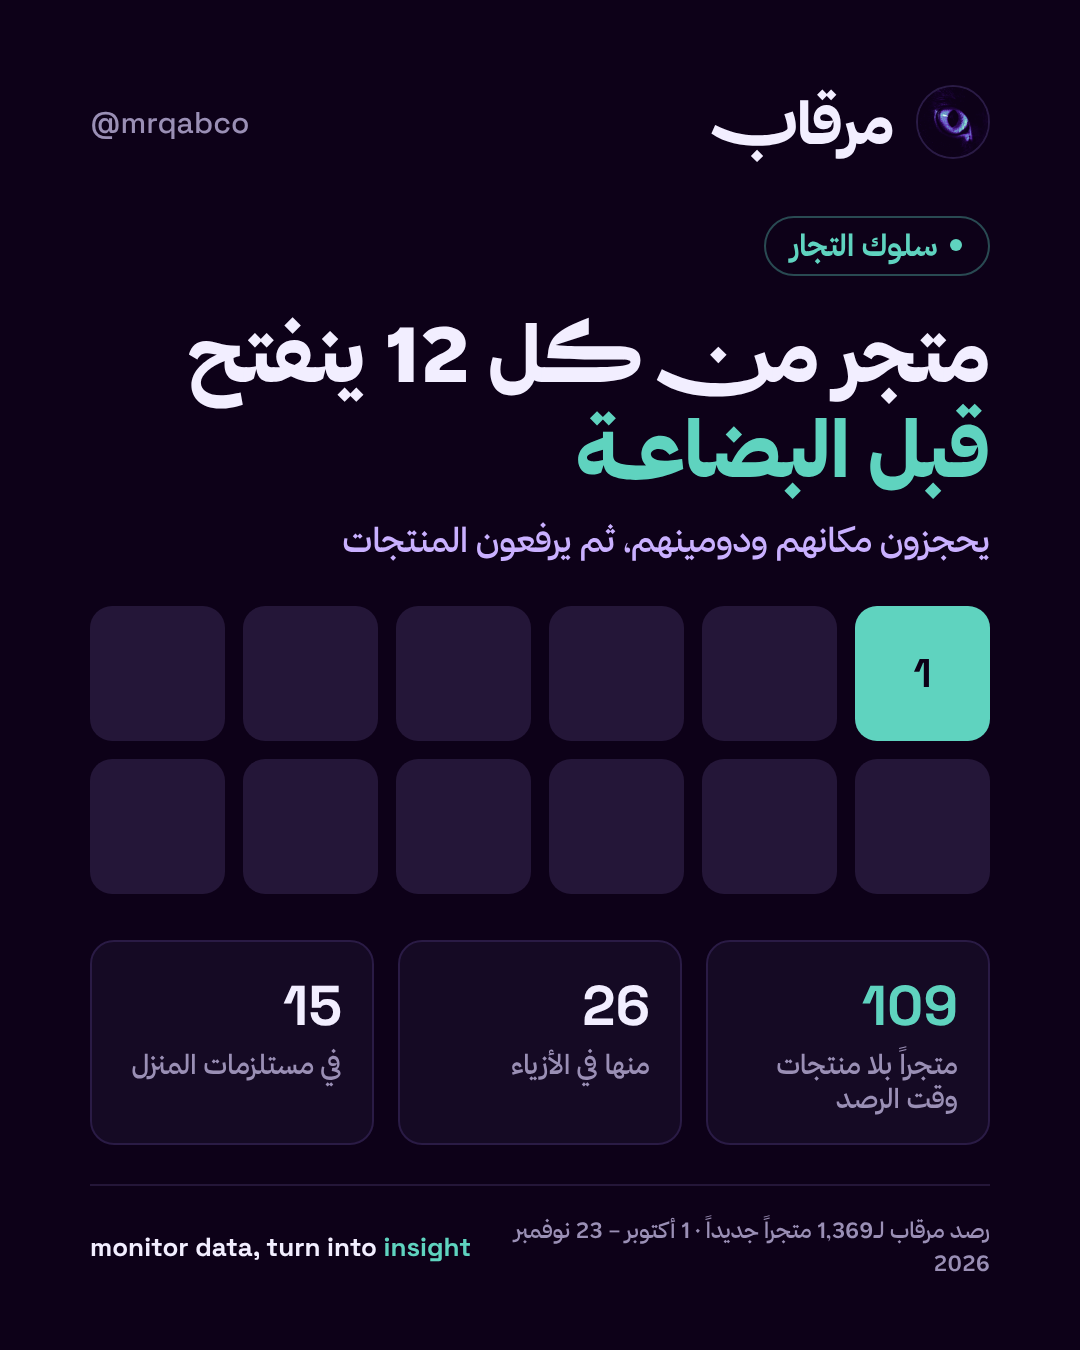 مرقاب
@mrqabco
سلوك التجار
متجر من كل 12 ينفتح
قبل البضاعة
يحجزون مكانهم ودومينهم، ثم يرفعون المنتجات
1
109
متجراً بلا منتجات
وقت الرصد
26
منها في الأزياء
15
في مستلزمات المنزل
رصد مرقاب لـ1,369 متجراً جديداً · 1 أكتوبر – 23 نوفمبر
2026
monitor data, turn into insight